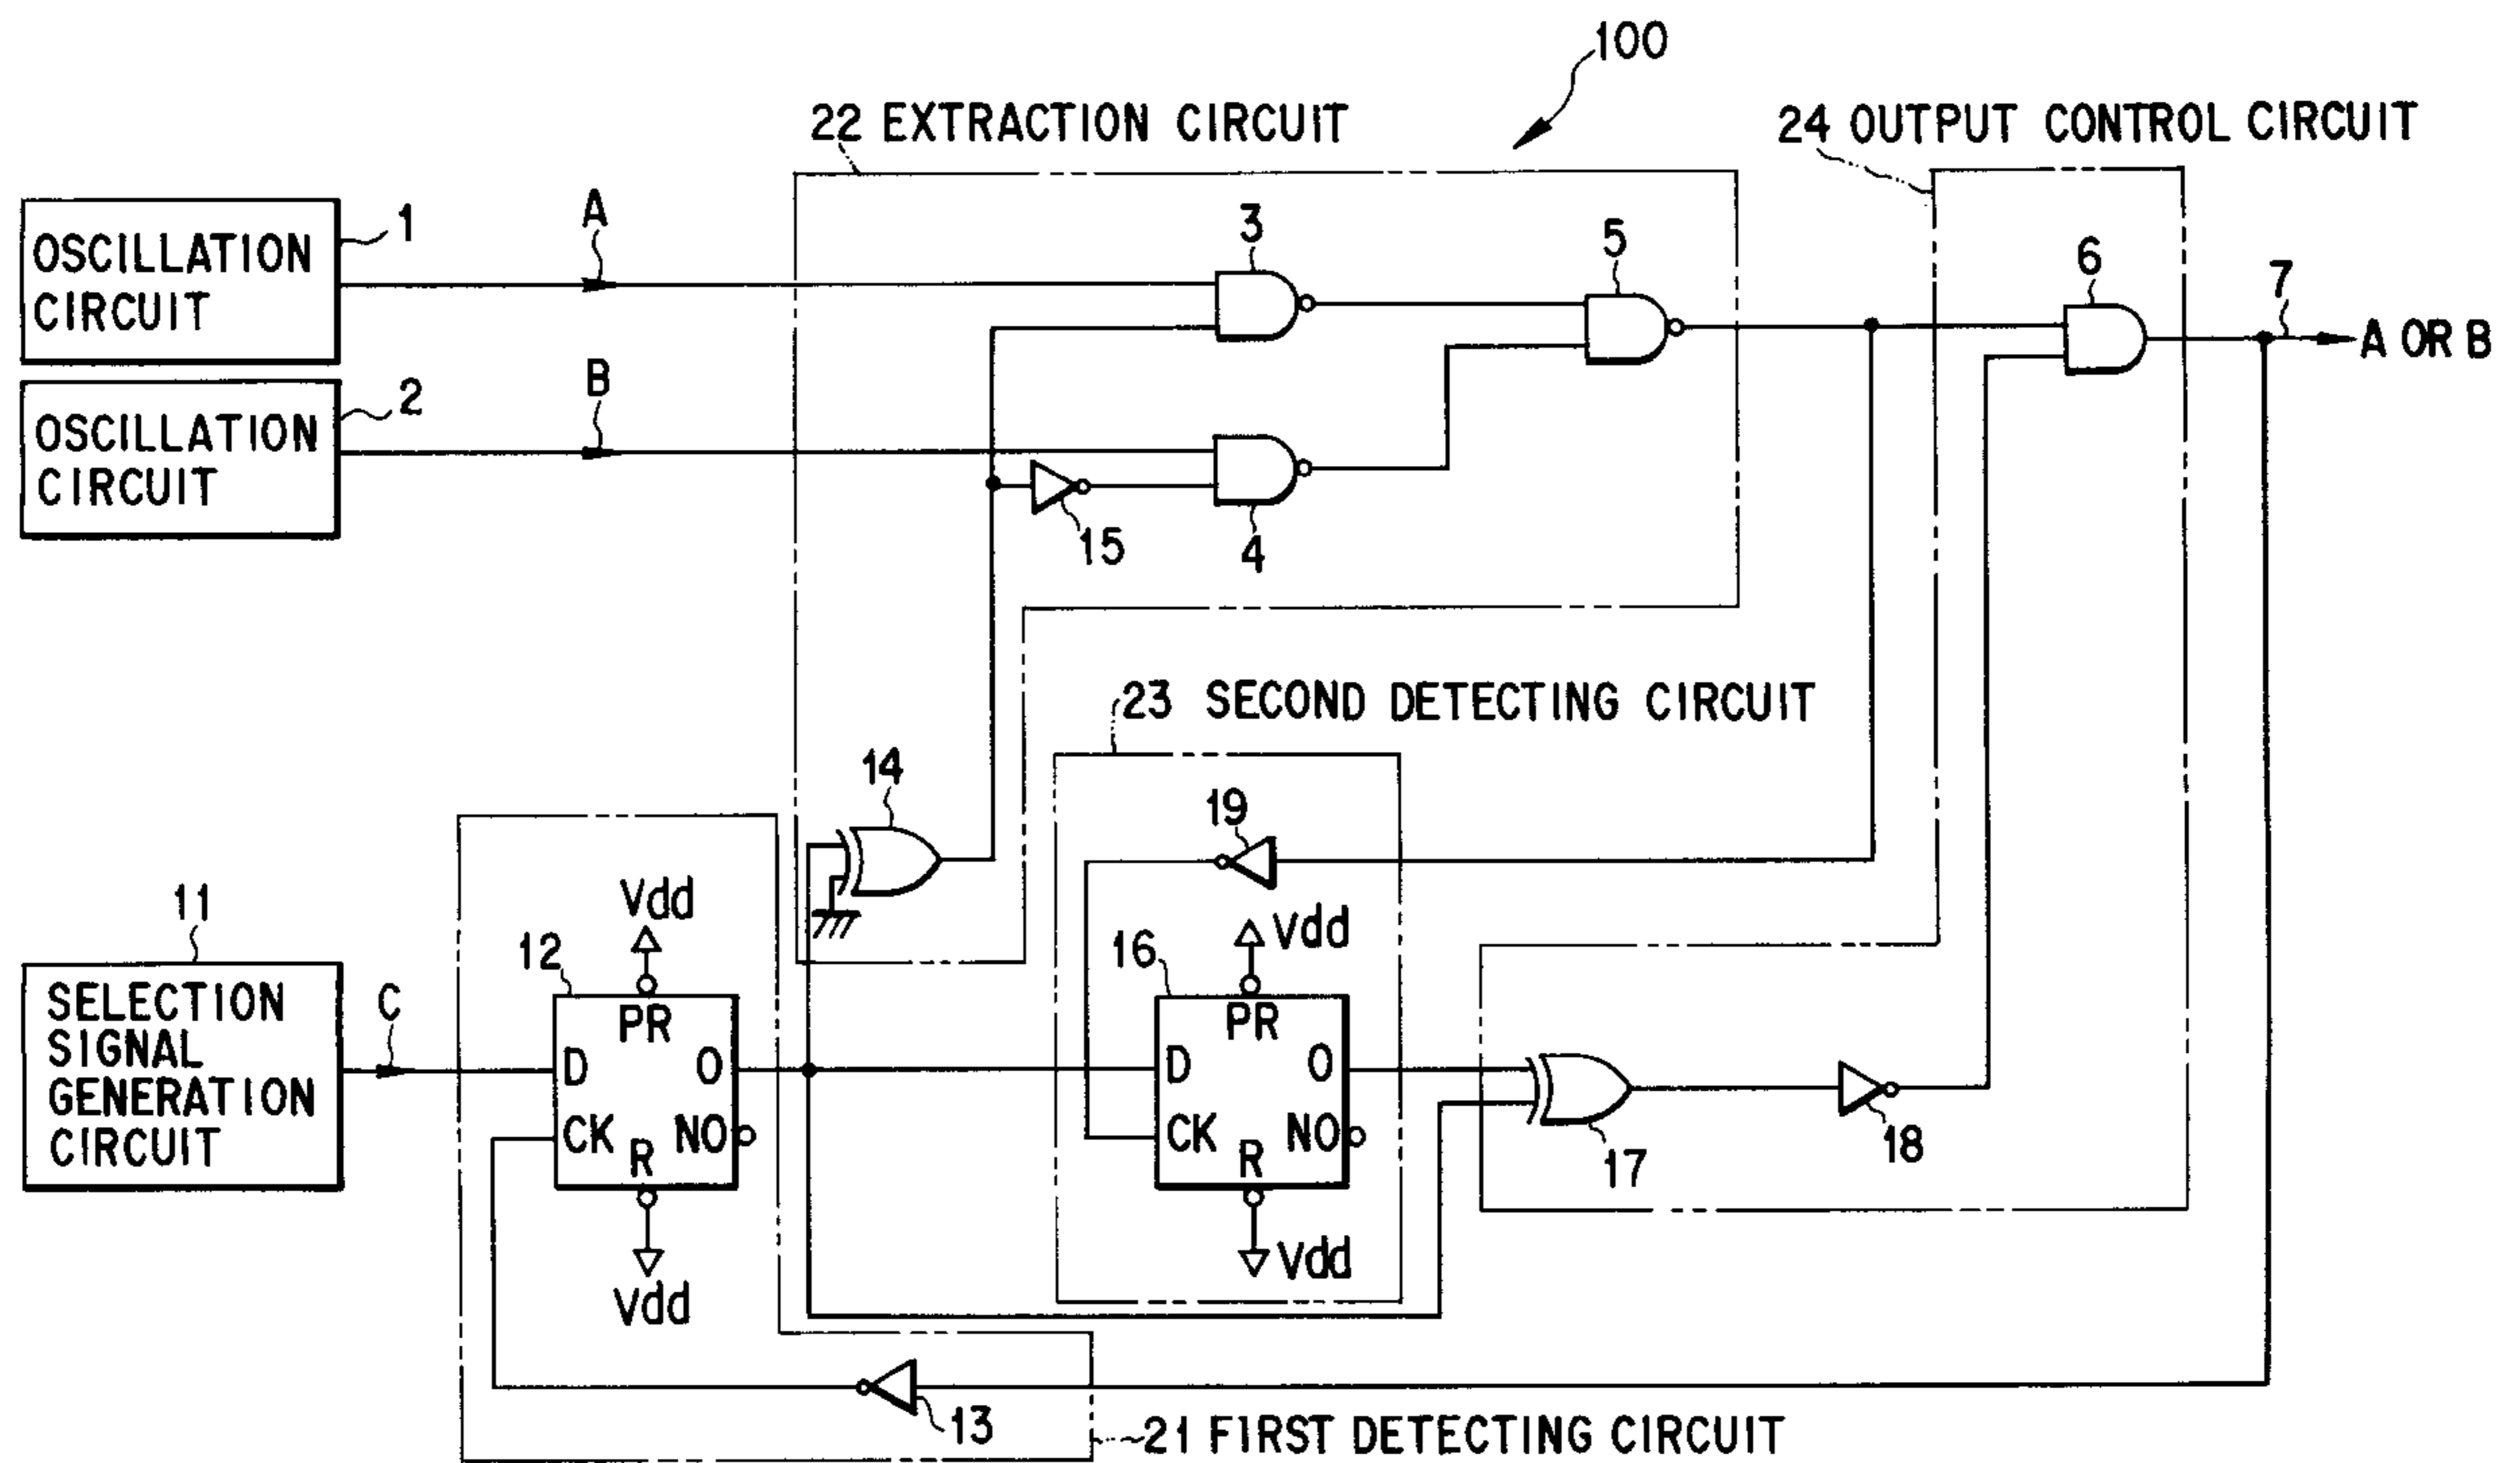 100
22 EXTRACTION CIRCUIT
24 OUTPUT CONTROL CIRCUIT
OSCILLATION
CIRCUIT
1
A
3
5
6
7
A OR B
OSCILLATION
CIRCUIT
2
B
15
4
23 SECOND DETECTING CIRCUIT
14
19
11
SELECTION
SIGNAL
GENERATION
CIRCUIT
C
12
Vdd
PR
D
O
CK
NO
R
Vdd
16
Vdd
PR
D
O
CK
NO
R
Vdd
17
18
13
21 FIRST DETECTING CIRCUIT